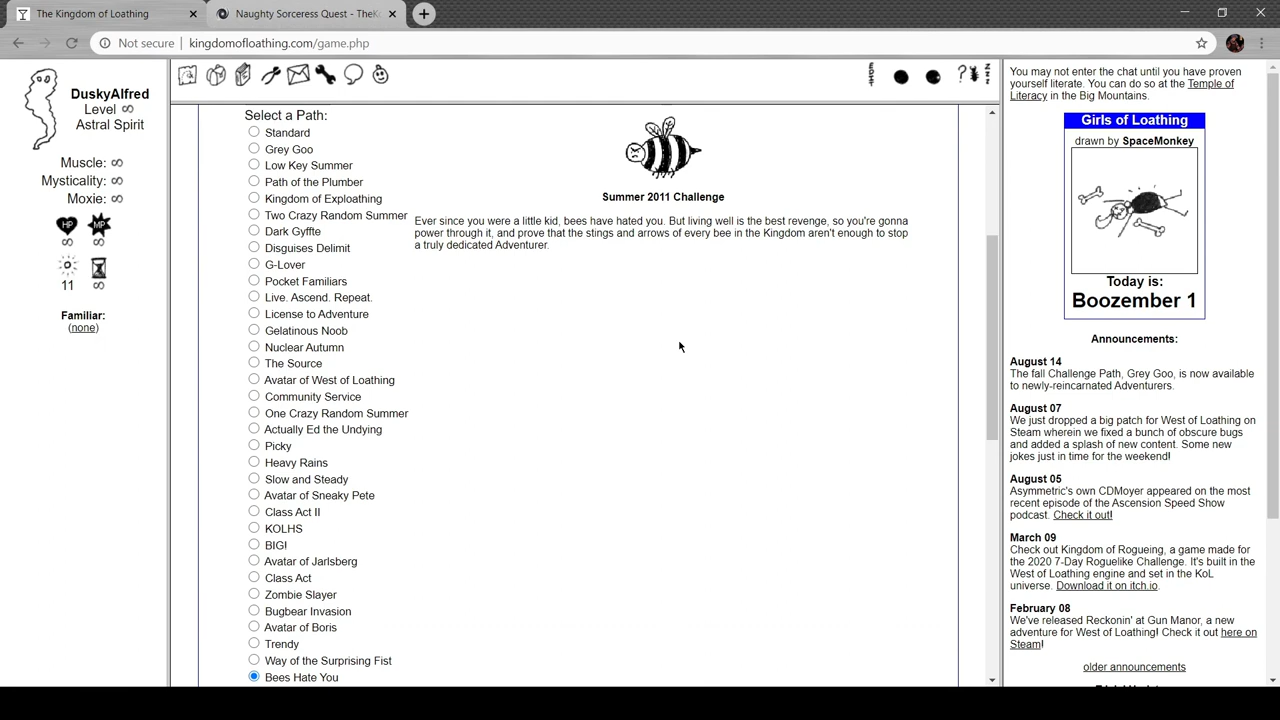 The Kingdom of Loathing
Naughty Sorceress Quest - TheK
Not secure | kingdomofloathing.com/game.php
DuskyAlfred
Level ∞
Astral Spirit
Muscle: ∞
Mysticality: ∞
Moxie: ∞
HP
MP
∞
∞
11
∞
Familiar:
(none)
Select a Path:
Standard
Grey Goo
Low Key Summer
Path of the Plumber
Kingdom of Exploathing
Two Crazy Random Summer
Dark Gyffte
Disguises Delimit
G-Lover
Pocket Familiars
Live. Ascend. Repeat.
License to Adventure
Gelatinous Noob
Nuclear Autumn
The Source
Avatar of West of Loathing
Community Service
One Crazy Random Summer
Actually Ed the Undying
Picky
Heavy Rains
Slow and Steady
Avatar of Sneaky Pete
Class Act II
KOLHS
BIG!
Avatar of Jarlsberg
Class Act
Zombie Slayer
Bugbear Invasion
Avatar of Boris
Trendy
Way of the Surprising Fist
Bees Hate You
Summer 2011 Challenge
Ever since you were a little kid, bees have hated you. But living well is the best revenge, so you're gonna
power through it, and prove that the stings and arrows of every bee in the Kingdom aren't enough to stop
a truly dedicated Adventurer.
You may not enter the chat until you have proven
yourself literate. You can do so at the Temple of
Literacy in the Big Mountains.
Girls of Loathing
drawn by SpaceMonkey
Today is:
Boozember 1
Announcements:
August 14
The fall Challenge Path, Grey Goo, is now available
to newly-reincarnated Adventurers.
August 07
We just dropped a big patch for West of Loathing on
Steam wherein we fixed a bunch of obscure bugs
and added a splash of new content. Some new
jokes just in time for the weekend!
August 05
Asymmetric's own CDMoyer appeared on the most
recent episode of the Ascension Speed Show
podcast. Check it out!
March 09
Check out Kingdom of Rogueing, a game made for
the 2020 7-Day Roguelike Challenge. It's built in the
West of Loathing engine and set in the KoL
universe. Download it on itch.io.
February 08
We've released Reckonin' at Gun Manor, a new
adventure for West of Loathing! Check it out here on
Steam!
older announcements